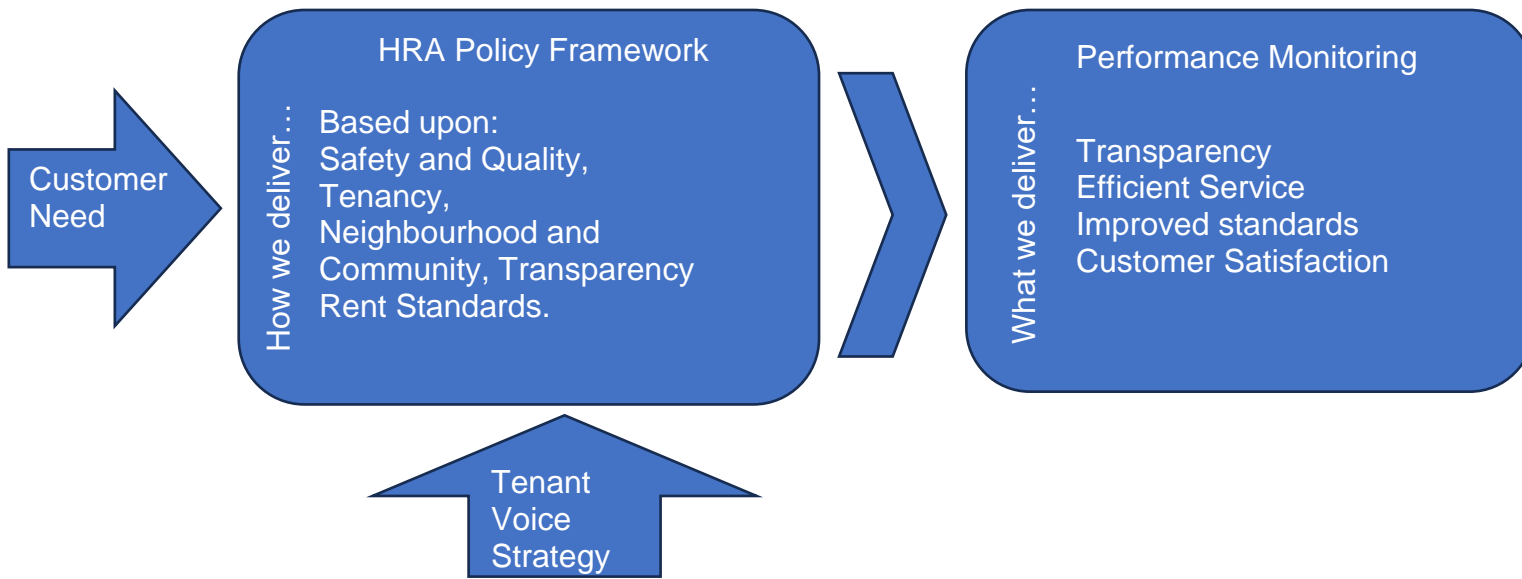 Customer
Need
HRA Policy Framework
How we deliver…
Based upon:
Safety and Quality,
Tenancy,
Neighbourhood and
Community, Transparency
Rent Standards.
Tenant
Voice
Strategy
Performance Monitoring
What we deliver…
Transparency
Efficient Service
Improved standards
Customer Satisfaction